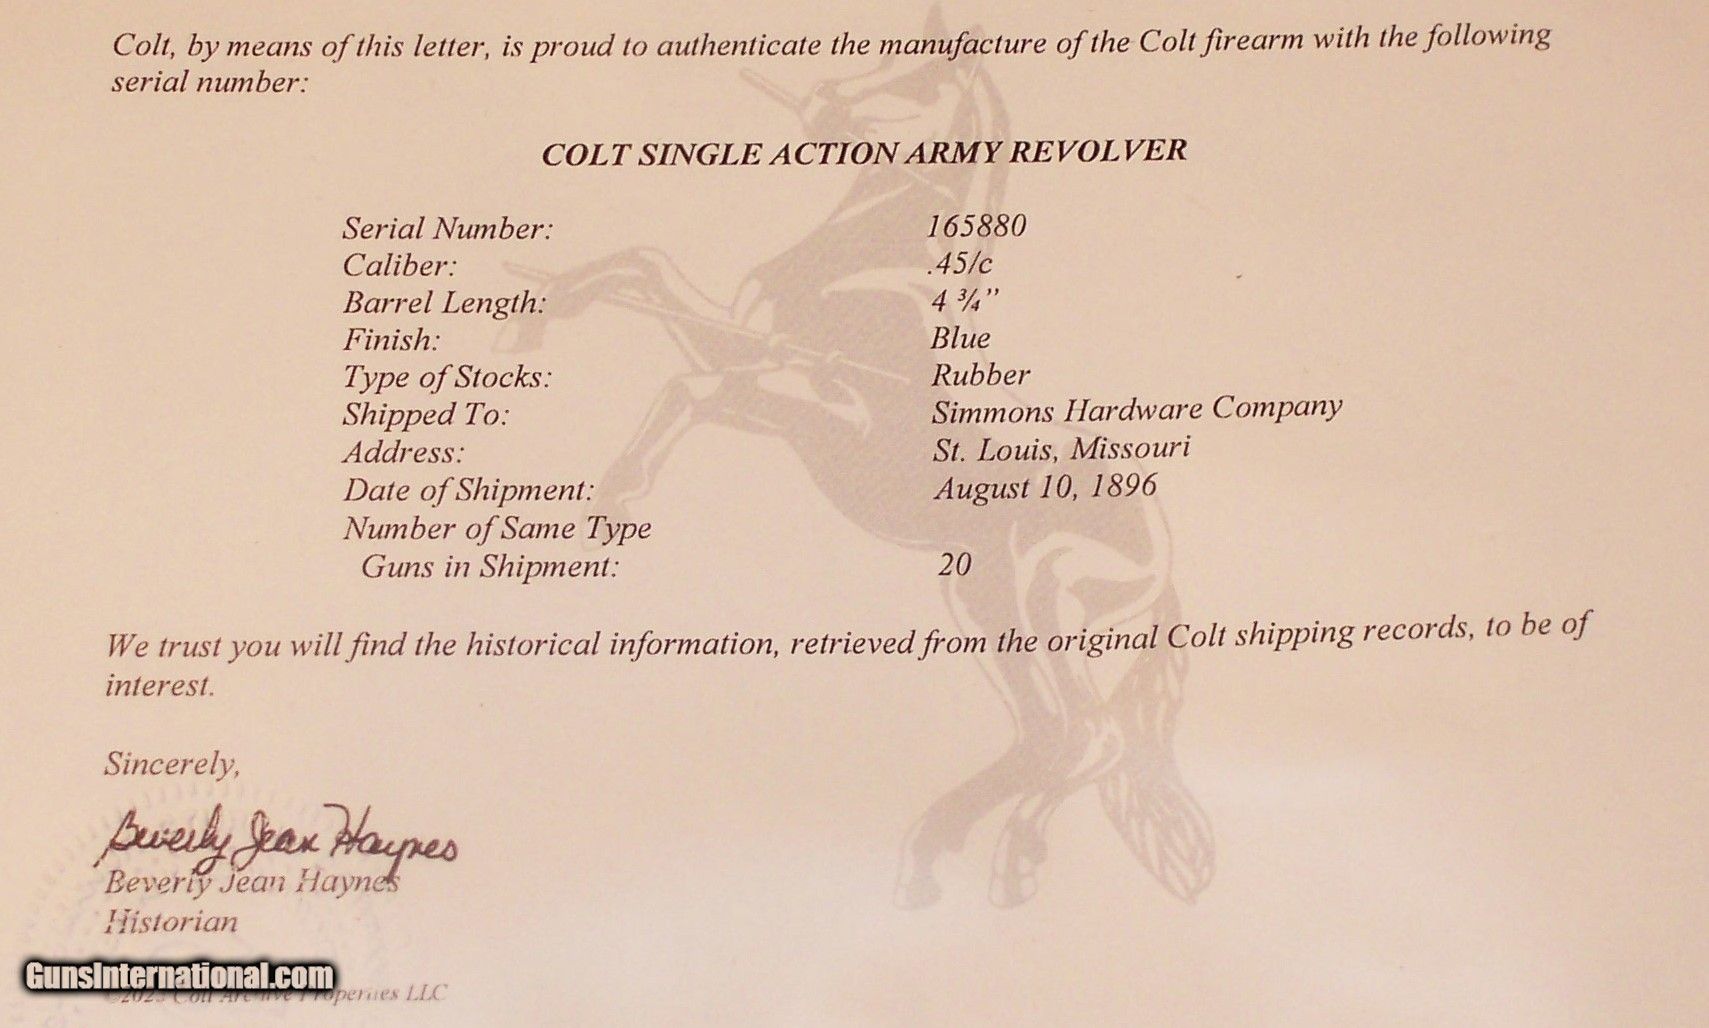 Colt, by means of this letter, is proud to authenticate the manufacture of the Colt firearm with the following
serial number:
COLT SINGLE ACTION ARMY REVOLVER
Serial Number: 165880
Caliber: .45/c
Barrel Length: 4 ¾”
Finish: Blue
Type of Stocks: Rubber
Shipped To: Simmons Hardware Company
Address: St. Louis, Missouri
Date of Shipment: August 10, 1896
Number of Same Type
Guns in Shipment: 20
We trust you will find the historical information, retrieved from the original Colt shipping records, to be of
interest.
Sincerely,
Beverly Jean Haynes
Beverly Jean Haynes
Historian
GunsInternational.com
Colt Archive Properties LLC